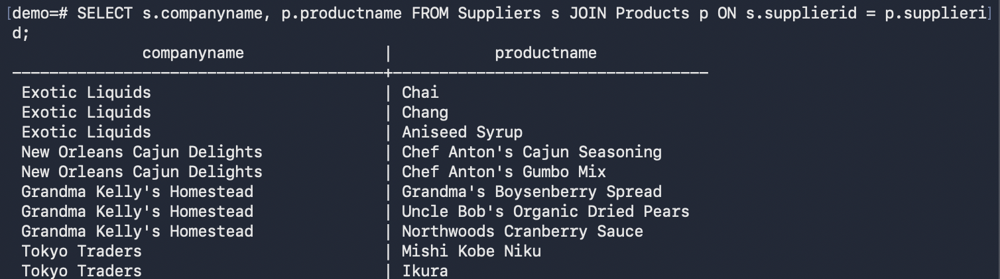 [demo=# SELECT s.companyname, p.productname FROM Suppliers s JOIN Products p ON s.supplierid = p.supplieri]
d;
companyname | productname
----------------------------------------+----------------------------------
Exotic Liquids | Chai
Exotic Liquids | Chang
Exotic Liquids | Aniseed Syrup
New Orleans Cajun Delights | Chef Anton's Cajun Seasoning
New Orleans Cajun Delights | Chef Anton's Gumbo Mix
Grandma Kelly's Homestead | Grandma's Boysenberry Spread
Grandma Kelly's Homestead | Uncle Bob's Organic Dried Pears
Grandma Kelly's Homestead | Northwoods Cranberry Sauce
Tokyo Traders | Mishi Kobe Niku
Tokyo Traders | Ikura